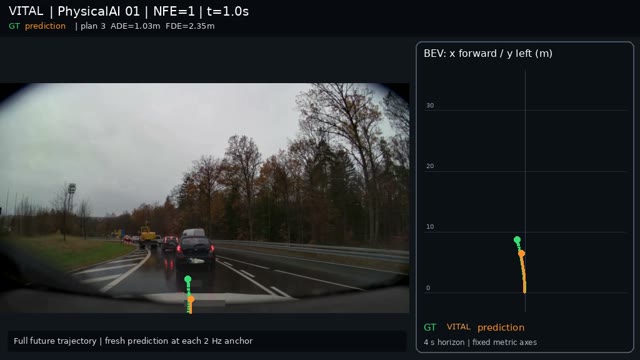 VITAL | PhysicalAI 01 | NFE=1 | t=1.0s
GT prediction | plan 3 ADE=1.03m FDE=2.35m
BEV: x forward / y left (m)
30
20
10
0
GT VITAL prediction
4 s horizon | fixed metric axes
Full future trajectory | fresh prediction at each 2 Hz anchor